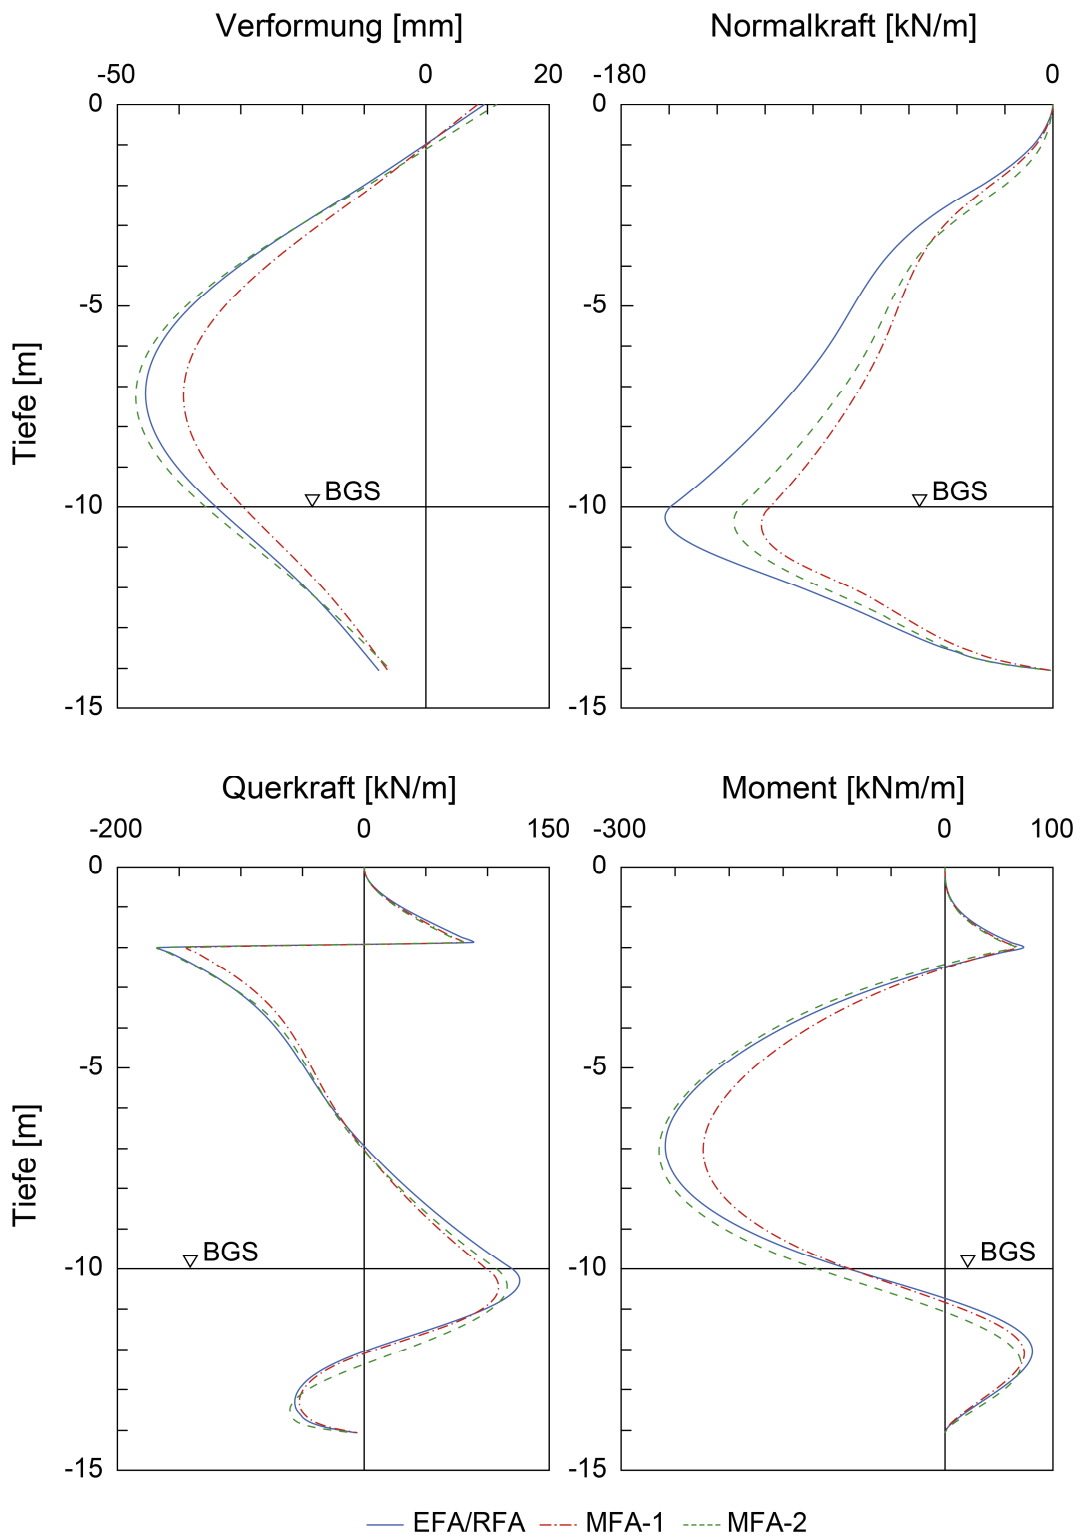 Verformung [mm]
Normalkraft [kN/m]
-50 0 20
-180 0
0
0
-5
-5
Tiefe [m]
BGS
BGS
-10
-10
-15
-15
Querkraft [kN/m]
Moment [kNm/m]
-200 0 150
-300 0 100
0
0
-5
-5
Tiefe [m]
BGS
BGS
-10
-10
-15
-15
EFA/RFA MFA-1 MFA-2